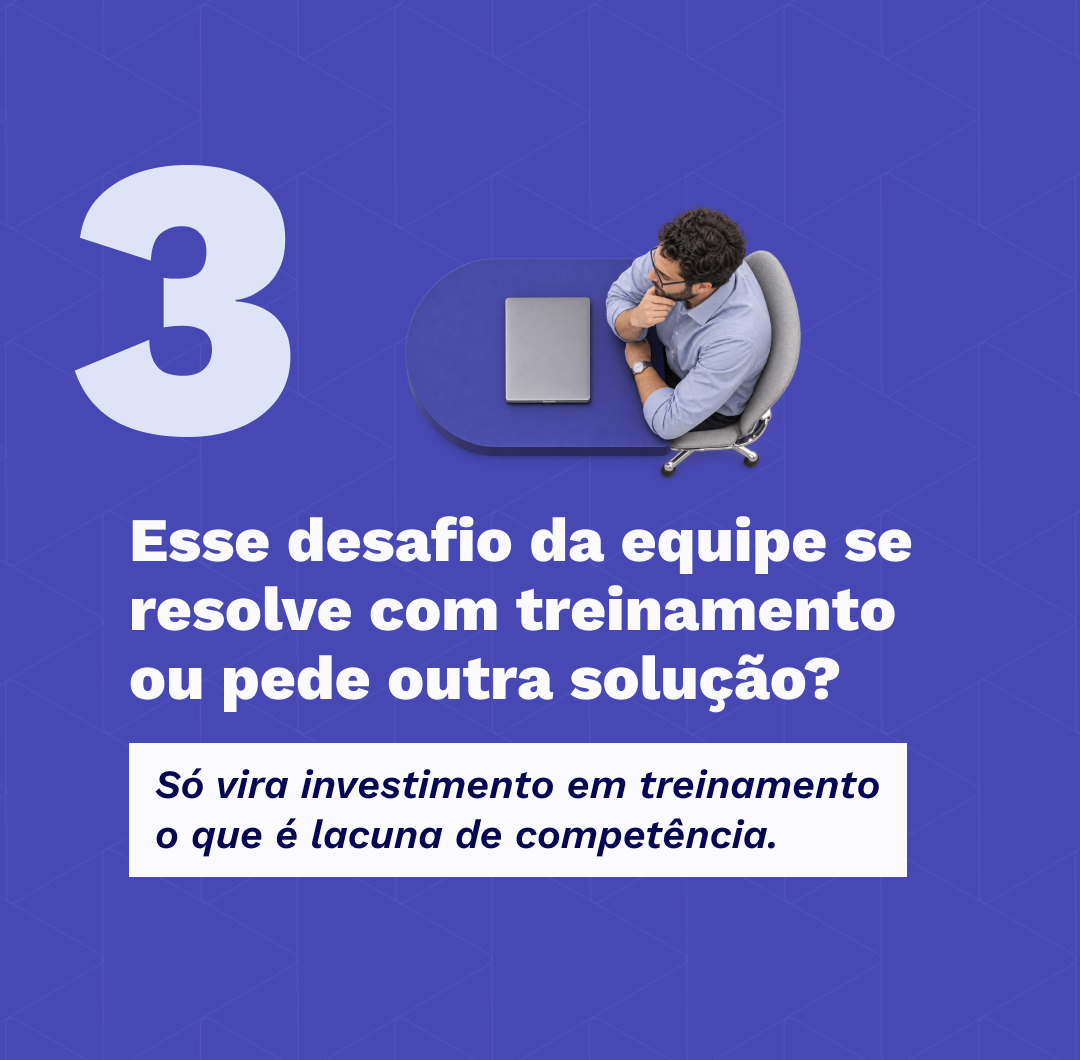 3
Esse desafio da equipe se
resolve com treinamento
ou pede outra solução?
Só vira investimento em treinamento
o que é lacuna de competência.